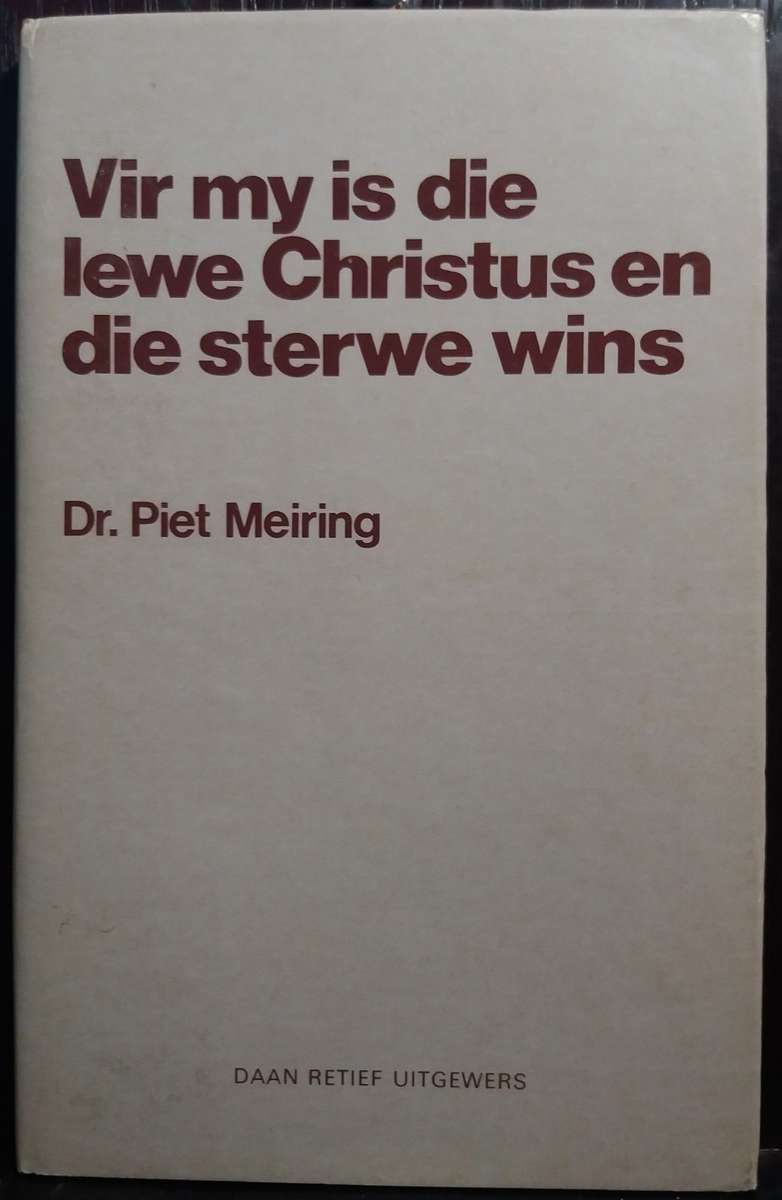 Vir my is die
lewe Christus en
die sterwe wins
Dr. Piet Meiring
DAAN RETIEF UITGEWERS